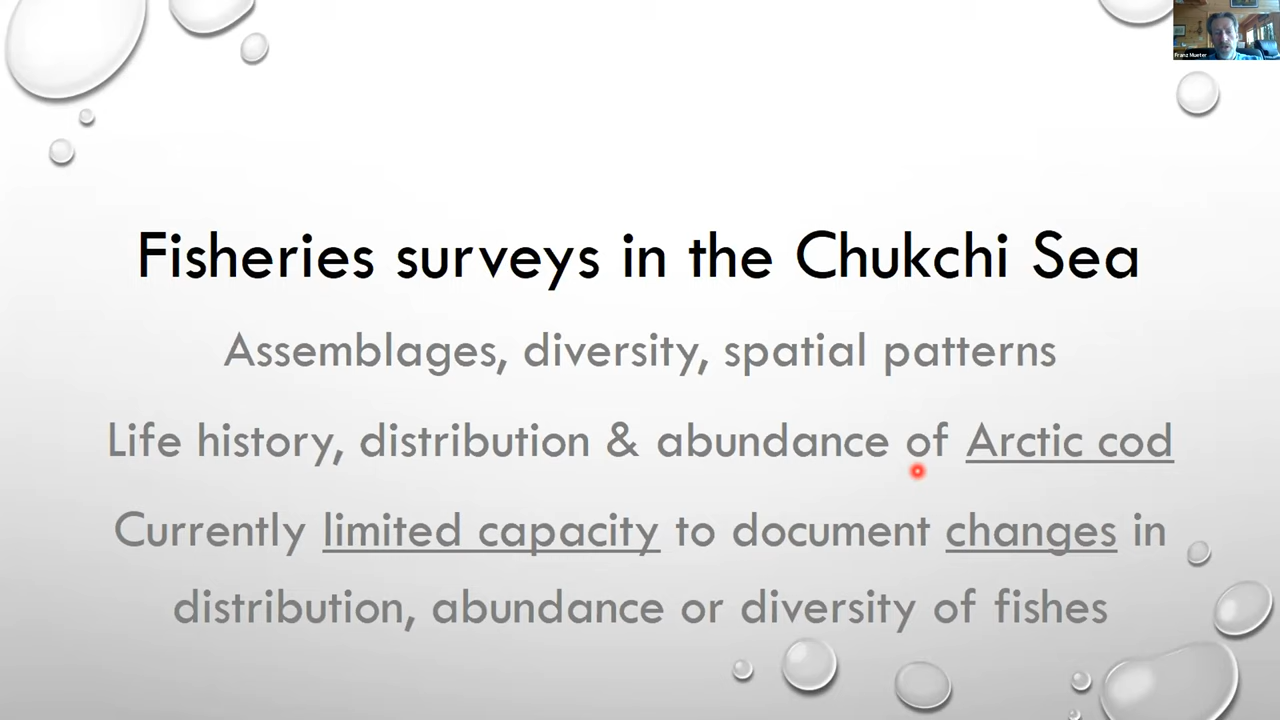 Franz Mueter
Fisheries surveys in the Chukchi Sea
Assemblages, diversity, spatial patterns
Life history, distribution & abundance of Arctic cod
Currently limited capacity to document changes in
distribution, abundance or diversity of fishes